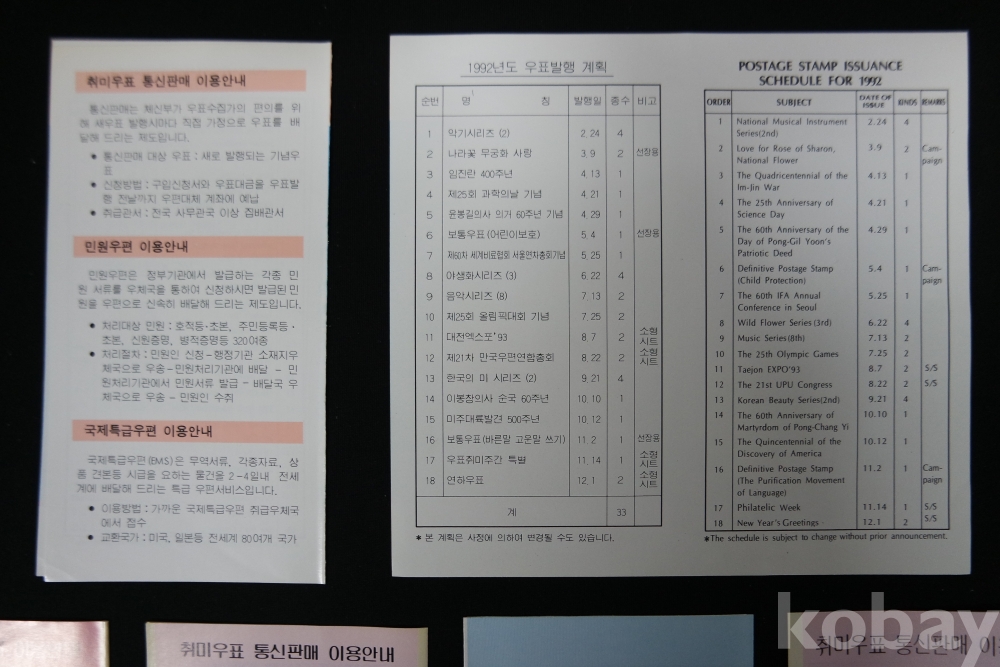 취미우표 통신판매 이용안내
통신판매는 체신부가 우표수집가의 편의를 위
해 새우표 발행시마다 직접 가정으로 우표를 배
달해 드리는 제도입니다.
• 통신판매 대상 우표 : 새로 발행되는 기념우
표
• 신청방법 : 구입신청서와 우표대금을 우표발
행 전날까지 우편대체 계좌에 예납
• 취급관서 : 전국 사무관국 이상 집배관서
민원우편 이용안내
민원우편은 정부기관에서 발급하는 각종 민
원 서류를 우체국을 통하여 신청하시면 발급된 민
원을 우편으로 신속히 배달해 드리는 제도입니다.
• 처리대상 민원 : 호적등·초본, 주민등록등·
초본, 신원증명, 병적증명등 320여종
• 처리절차 : 민원인 신청 – 행정기관 소재지우
체국으로 우송 – 민원처리기관에 배달 – 민
원처리기관에서 민원서류 발급 – 배달국 우
체국으로 우송 – 민원인 수취
국제특급우편 이용안내
국제특급우편(EMS)은 무역서류, 각종자료, 상
품 견본등 시급을 요하는 물건을 2-4일내 전세
계에 배달해 드리는 특급 우편서비스입니다.
• 이용방법 : 가까운 국제특급우편 취급우체국
에서 접수
• 교환국가 : 미국, 일본등 전세계 80여개 국가
1992년도 우표발행 계획
순번 명 칭 발행일 종수 비고
1 악기시리즈 (2) 2.24 4
2 나라꽃 무궁화 사랑 3.9 2 선장용
3 임진란 400주년 4.13 1
4 제25회 과학의날 기념 4.21 1
5 윤봉길의사 의거 60주년 기념 4.29 1
6 보통우표(어린이보호) 5.4 1 선장용
7 제60차 세계비료협회 서울연차총회기념 5.25 1
8 야생화시리즈 (3) 6.22 4
9 음악시리즈 (8) 7.13 2
10 제25회 올림픽대회 기념 7.25 2
11 대전엑스포'93 8.7 2 소형시트
12 제21차 만국우편연합총회 8.22 2 소형시트
13 한국의 미 시리즈 (2) 9.21 4
14 이봉창의사 순국 60주년 10.10 1
15 미주대륙발견 500주년 10.12 1
16 보통우표(바른말 고운말 쓰기) 11.2 1 선장용
17 우표취미주간 특별 11.14 1 소형시트
18 연하우표 12.1 2 소형시트
계 33
* 본 계획은 사정에 의하여 변경될 수도 있습니다.
POSTAGE STAMP ISSUANCE
SCHEDULE FOR 1992
ORDER SUBJECT DATE OF ISSUE KINDS REMARKS
1 National Musical Instrument 2.24 4
Series(2nd)
2 Love for Rose of Sharon, 3.9 2 Cam-
National Flower paign
3 The Quadricentennial of the 4.13 1
Im-Jin War
4 The 25th Anniversary of 4.21 1
Science Day
5 The 60th Anniversary of the 4.29 1
Day of Pong-Gil Yoon's
Patriotic Deed
6 Definitive Postage Stamp 5.4 1 Cam-
(Child Protection) paign
7 The 60th IFA Annual 5.25 1
Conference in Seoul
8 Wild Flower Series(3rd) 6.22 4
9 Music Series(8th) 7.13 2
10 The 25th Olympic Games 7.25 2
11 Taejon EXPO'93 8.7 2 S/S
12 The 21st UPU Congress 8.22 2 S/S
13 Korean Beauty Series(2nd) 9.21 4
14 The 60th Anniversary of 10.10 1
Martyrdom of Pong-Chang Yi
15 The Quincentennial of the 10.12 1
Discovery of America
16 Definitive Postage Stamp 11.2 1 Cam-
(The Purification Movement paign
of Language)
17 Philatelic Week 11.14 1 S/S
18 New Year's Greetings 12.1 2 S/S
*The schedule is subject to change without prior announcement.
취미우표 통신판매 이용안내
취미우표 통신판매 이용
kobay